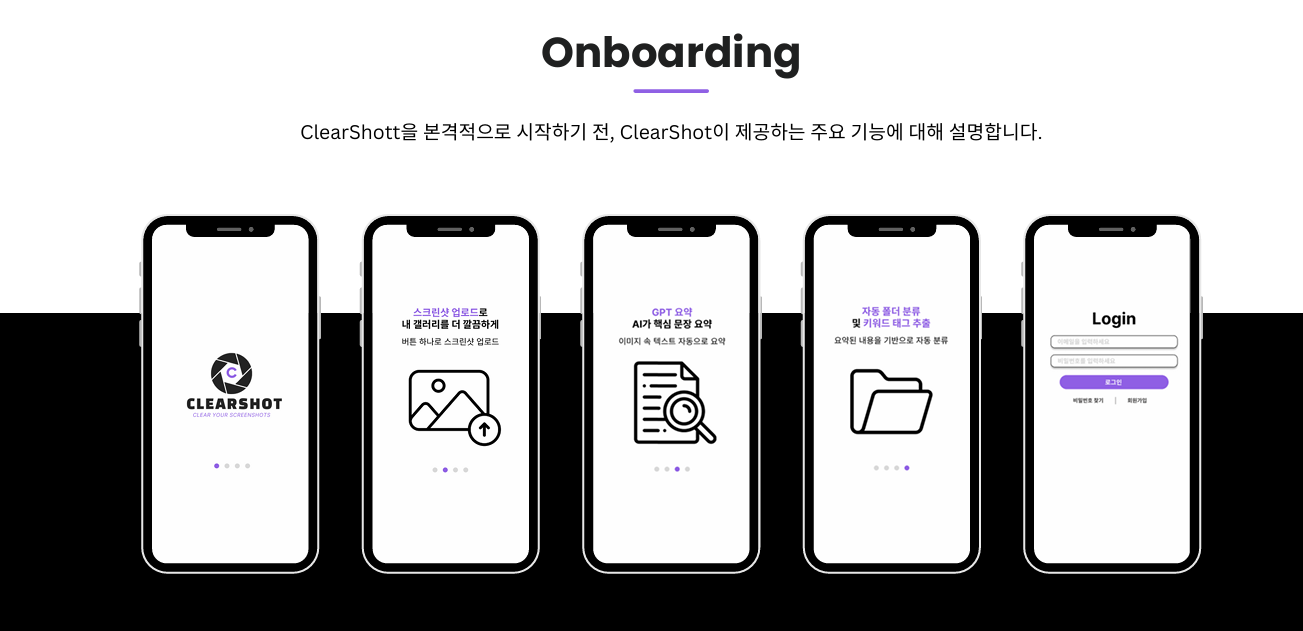 Onboarding
ClearShott을 본격적으로 시작하기 전, ClearShot이 제공하는 주요 기능에 대해 설명합니다.
C
CLEARSHOT
CLEAR YOUR SCREENSHOTS
스크린샷 업로드로
내 갤러리를 더 깔끔하게
버튼 하나로 스크린샷 업로드
GPT 요약
AI가 핵심 문장 요약
이미지 속 텍스트 자동으로 요약
자동 폴더 분류
및 키워드 태그 추출
요약된 내용을 기반으로 자동 분류
Login
이메일을 입력하세요
비밀번호를 입력하세요
로그인
비밀번호 찾기 | 회원가입